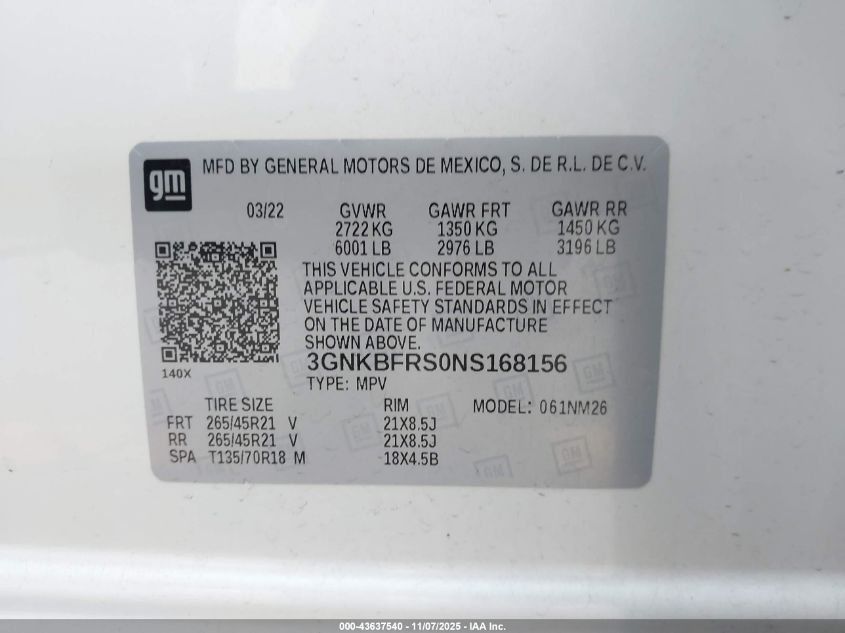 gm
MFD BY GENERAL MOTORS DE MEXICO, S. DE R.L. DE C.V.
03/22 GVWR GAWR FRT GAWR RR
2722 KG 1350 KG 1450 KG
6001 LB 2976 LB 3196 LB
THIS VEHICLE CONFORMS TO ALL
APPLICABLE U.S. FEDERAL MOTOR
VEHICLE SAFETY STANDARDS IN EFFECT
ON THE DATE OF MANUFACTURE
SHOWN ABOVE.
140X
3GNKBFRS0NS168156
TYPE: MPV
TIRE SIZE RIM MODEL: 061NM26
FRT 265/45R21 V 21X8.5J
RR 265/45R21 V 21X8.5J
SPA T135/70R18 M 18X4.5B
000-43637540 - 11/07/2025 - IAA Inc.